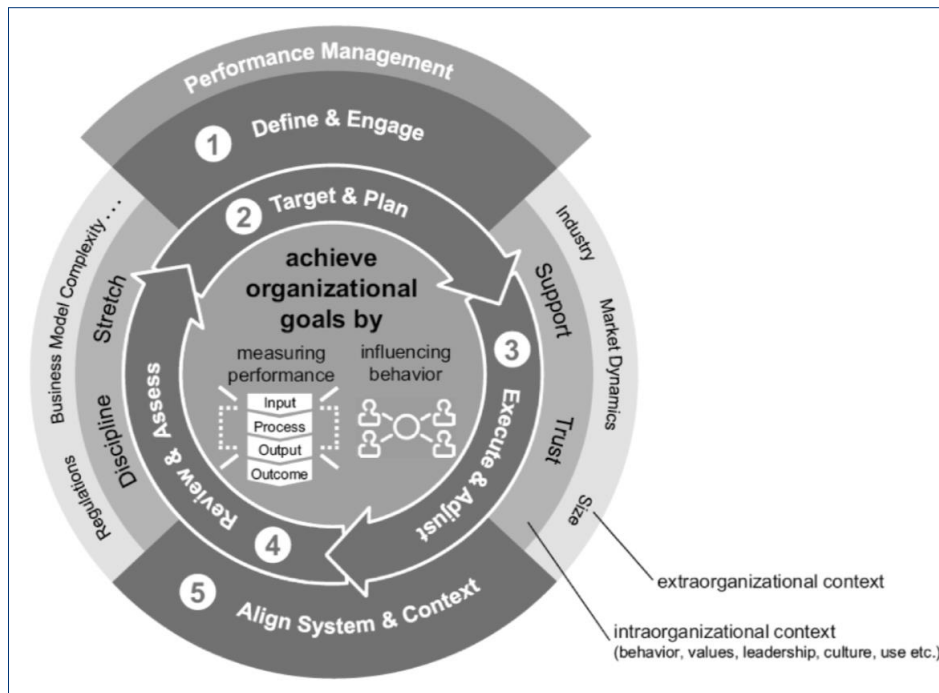 Performance Management
1 Define & Engage
2 Target & Plan
achieve
organizational
goals by
measuring
performance
influencing
behavior
Input
Process
Output
Outcome
3 Execute & Adjust
4 Review & Assess
5 Align System & Context
Stretch
Discipline
Support
Trust
Business Model Complexity ...
Regulations
Industry
Market Dynamics
Size
extraorganizational context
intraorganizational context
(behavior, values, leadership, culture, use etc.)